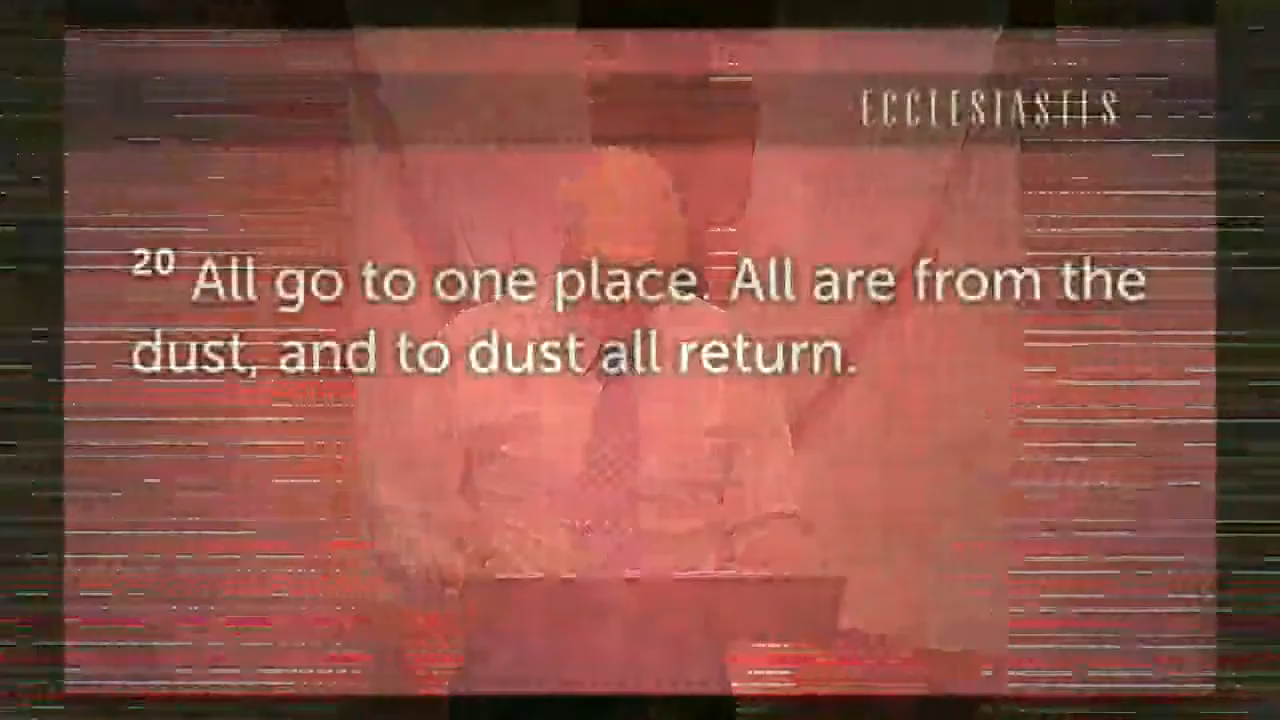 ECCLESIASTES
20 All go to one place. All are from the
dust, and to dust all return.